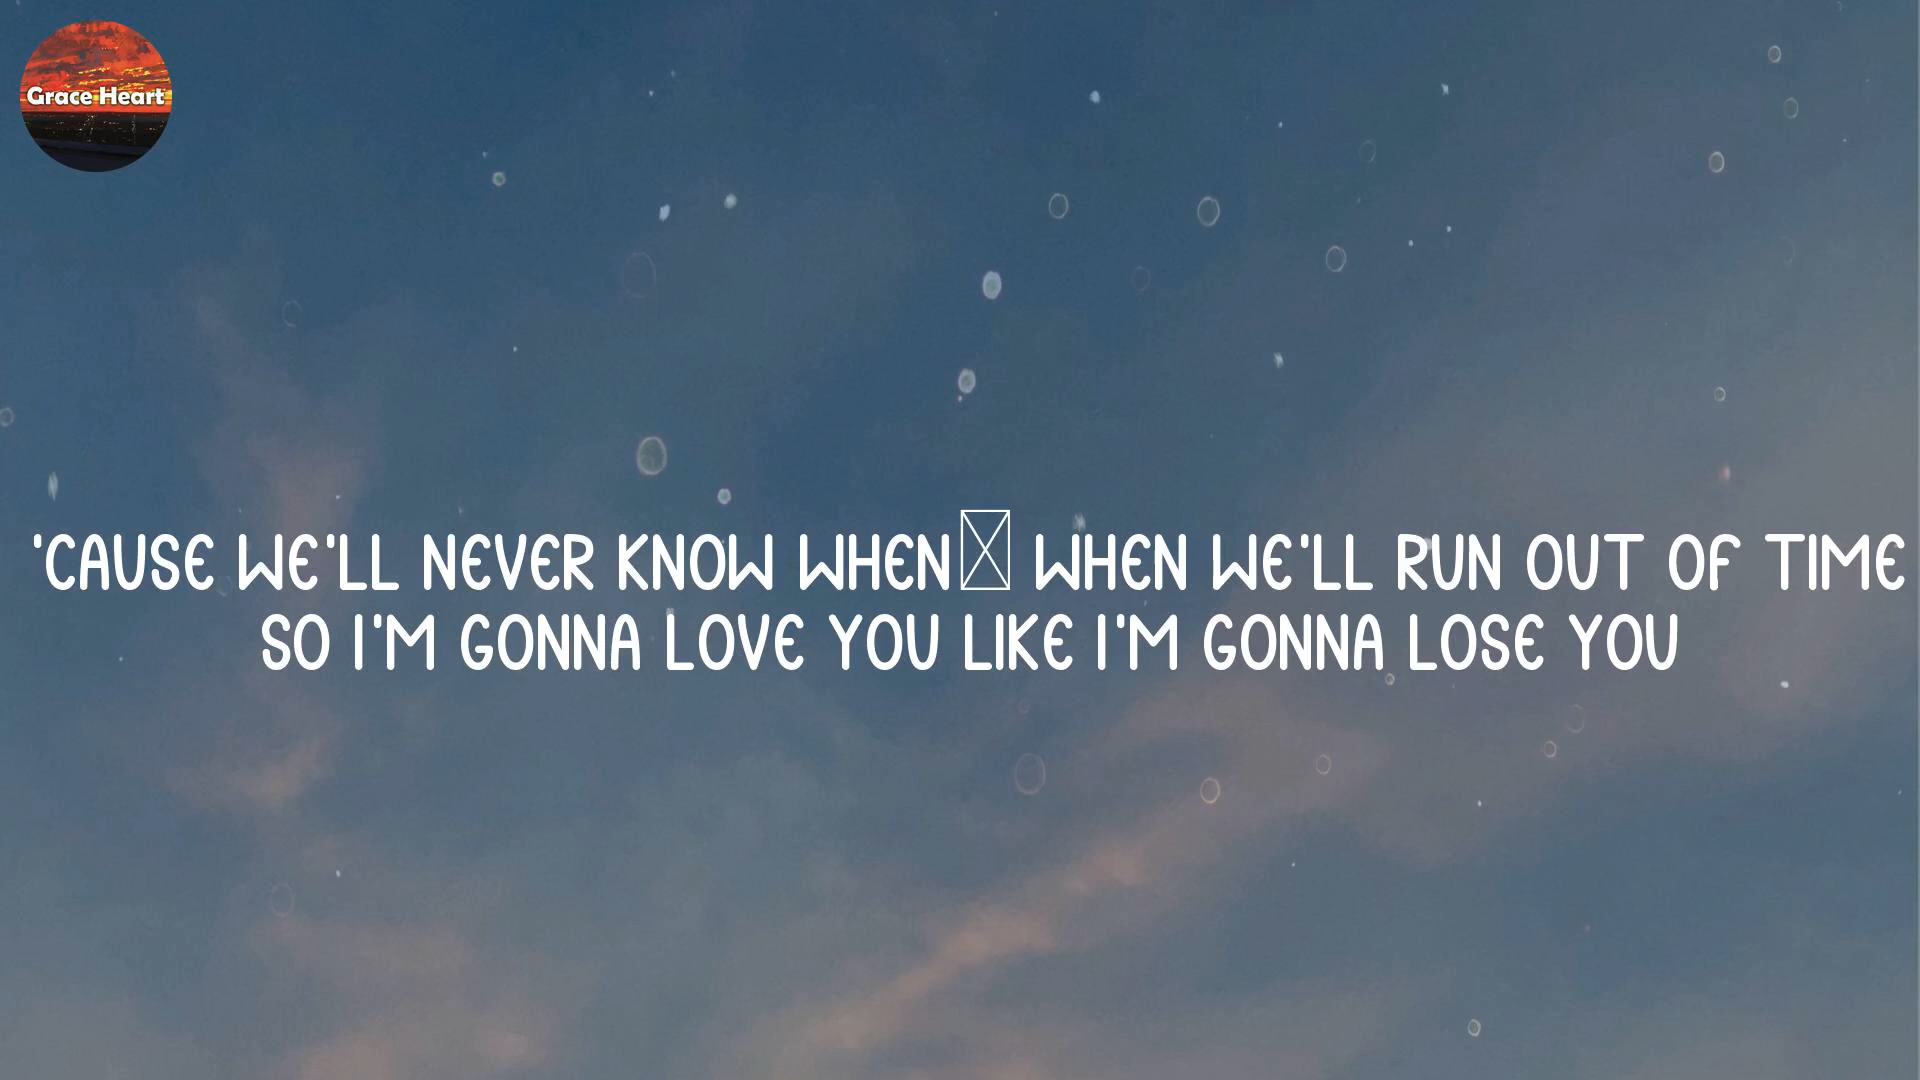 Grace Heart
'CAUSE WE'LL NEVER KNOW WHEN WHEN WE'LL RUN OUT OF TIME
SO I'M GONNA LOVE YOU LIKE I'M GONNA LOSE YOU